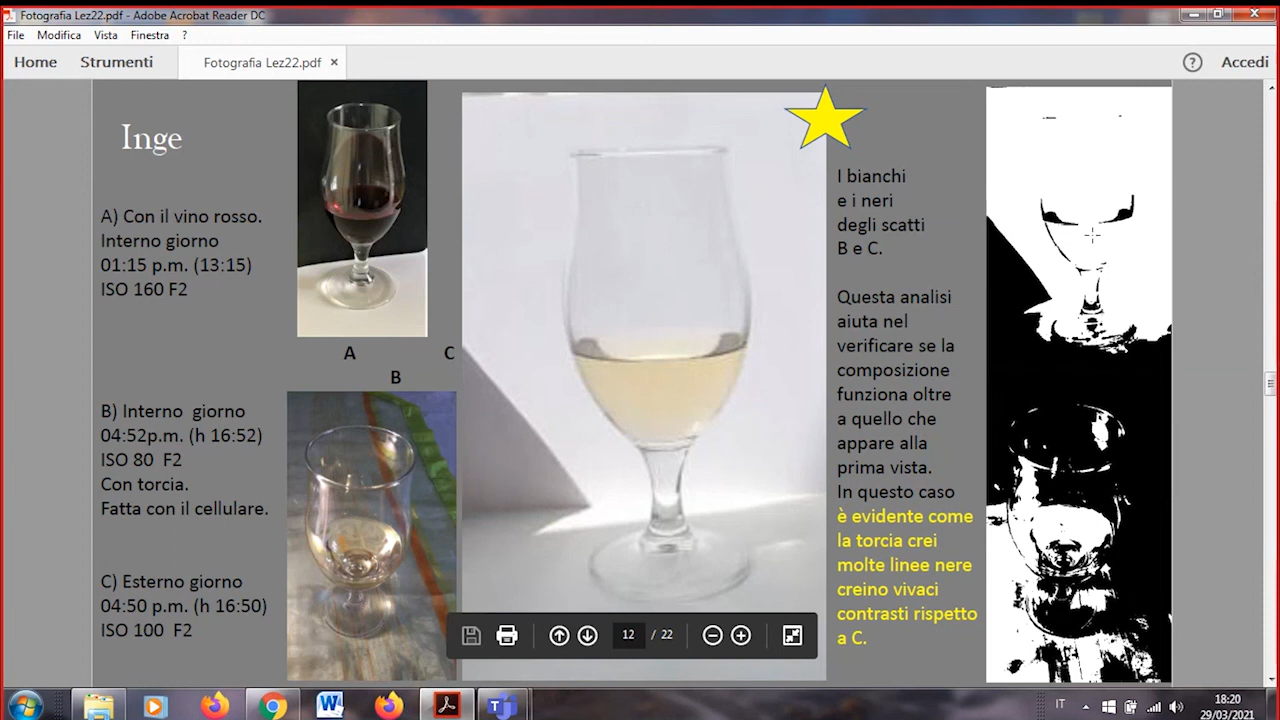 Fotografia Lez22.pdf - Adobe Acrobat Reader DC
File Modifica Vista Finestra ?
Home Strumenti Fotografia Lez22.pdf × ? Accedi
Inge
A) Con il vino rosso.
Interno giorno
01:15 p.m. (13:15)
ISO 160 F2
A
C
B
B) Interno giorno
04:52p.m. (h 16:52)
ISO 80 F2
Con torcia.
Fatta con il cellulare.
C) Esterno giorno
04:50 p.m. (h 16:50)
ISO 100 F2
I bianchi
e i neri
degli scatti
B e C.
Questa analisi
aiuta nel
verificare se la
composizione
funziona oltre
a quello che
appare alla
prima vista.
In questo caso
è evidente come
la torcia crei
molte linee nere
creino vivaci
contrasti rispetto
a C.
12 / 22
IT
18:20
29/03/2021